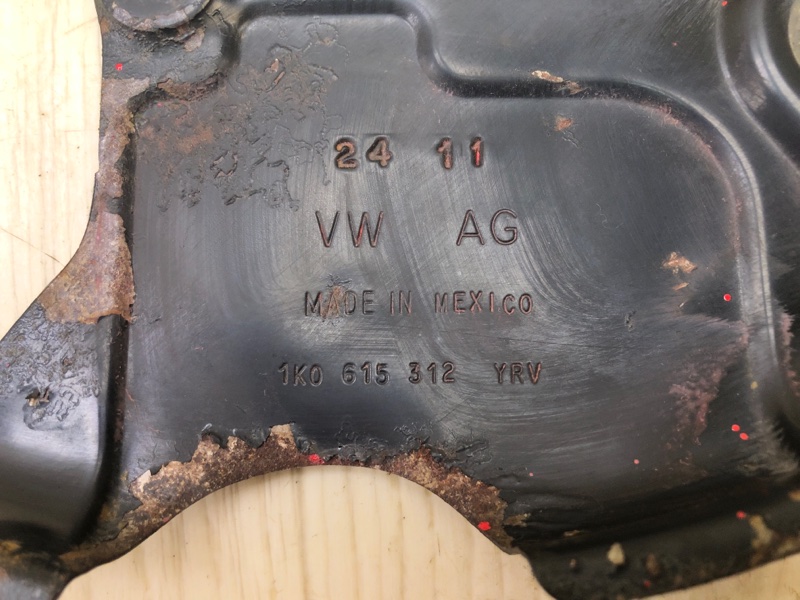 24 11
VW AG
MADE IN MEXICO
1K0 615 312 YRV